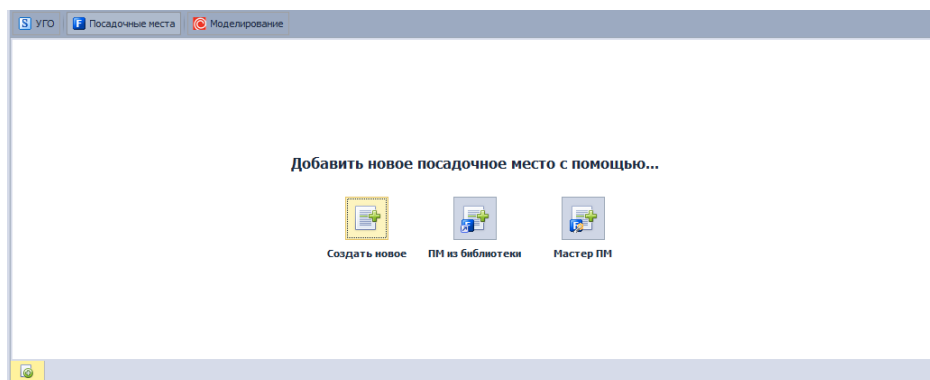 S УГО F Посадочные места Моделирование
Добавить новое посадочное место с помощью...
Создать новое ПМ из библиотеки Мастер ПМ